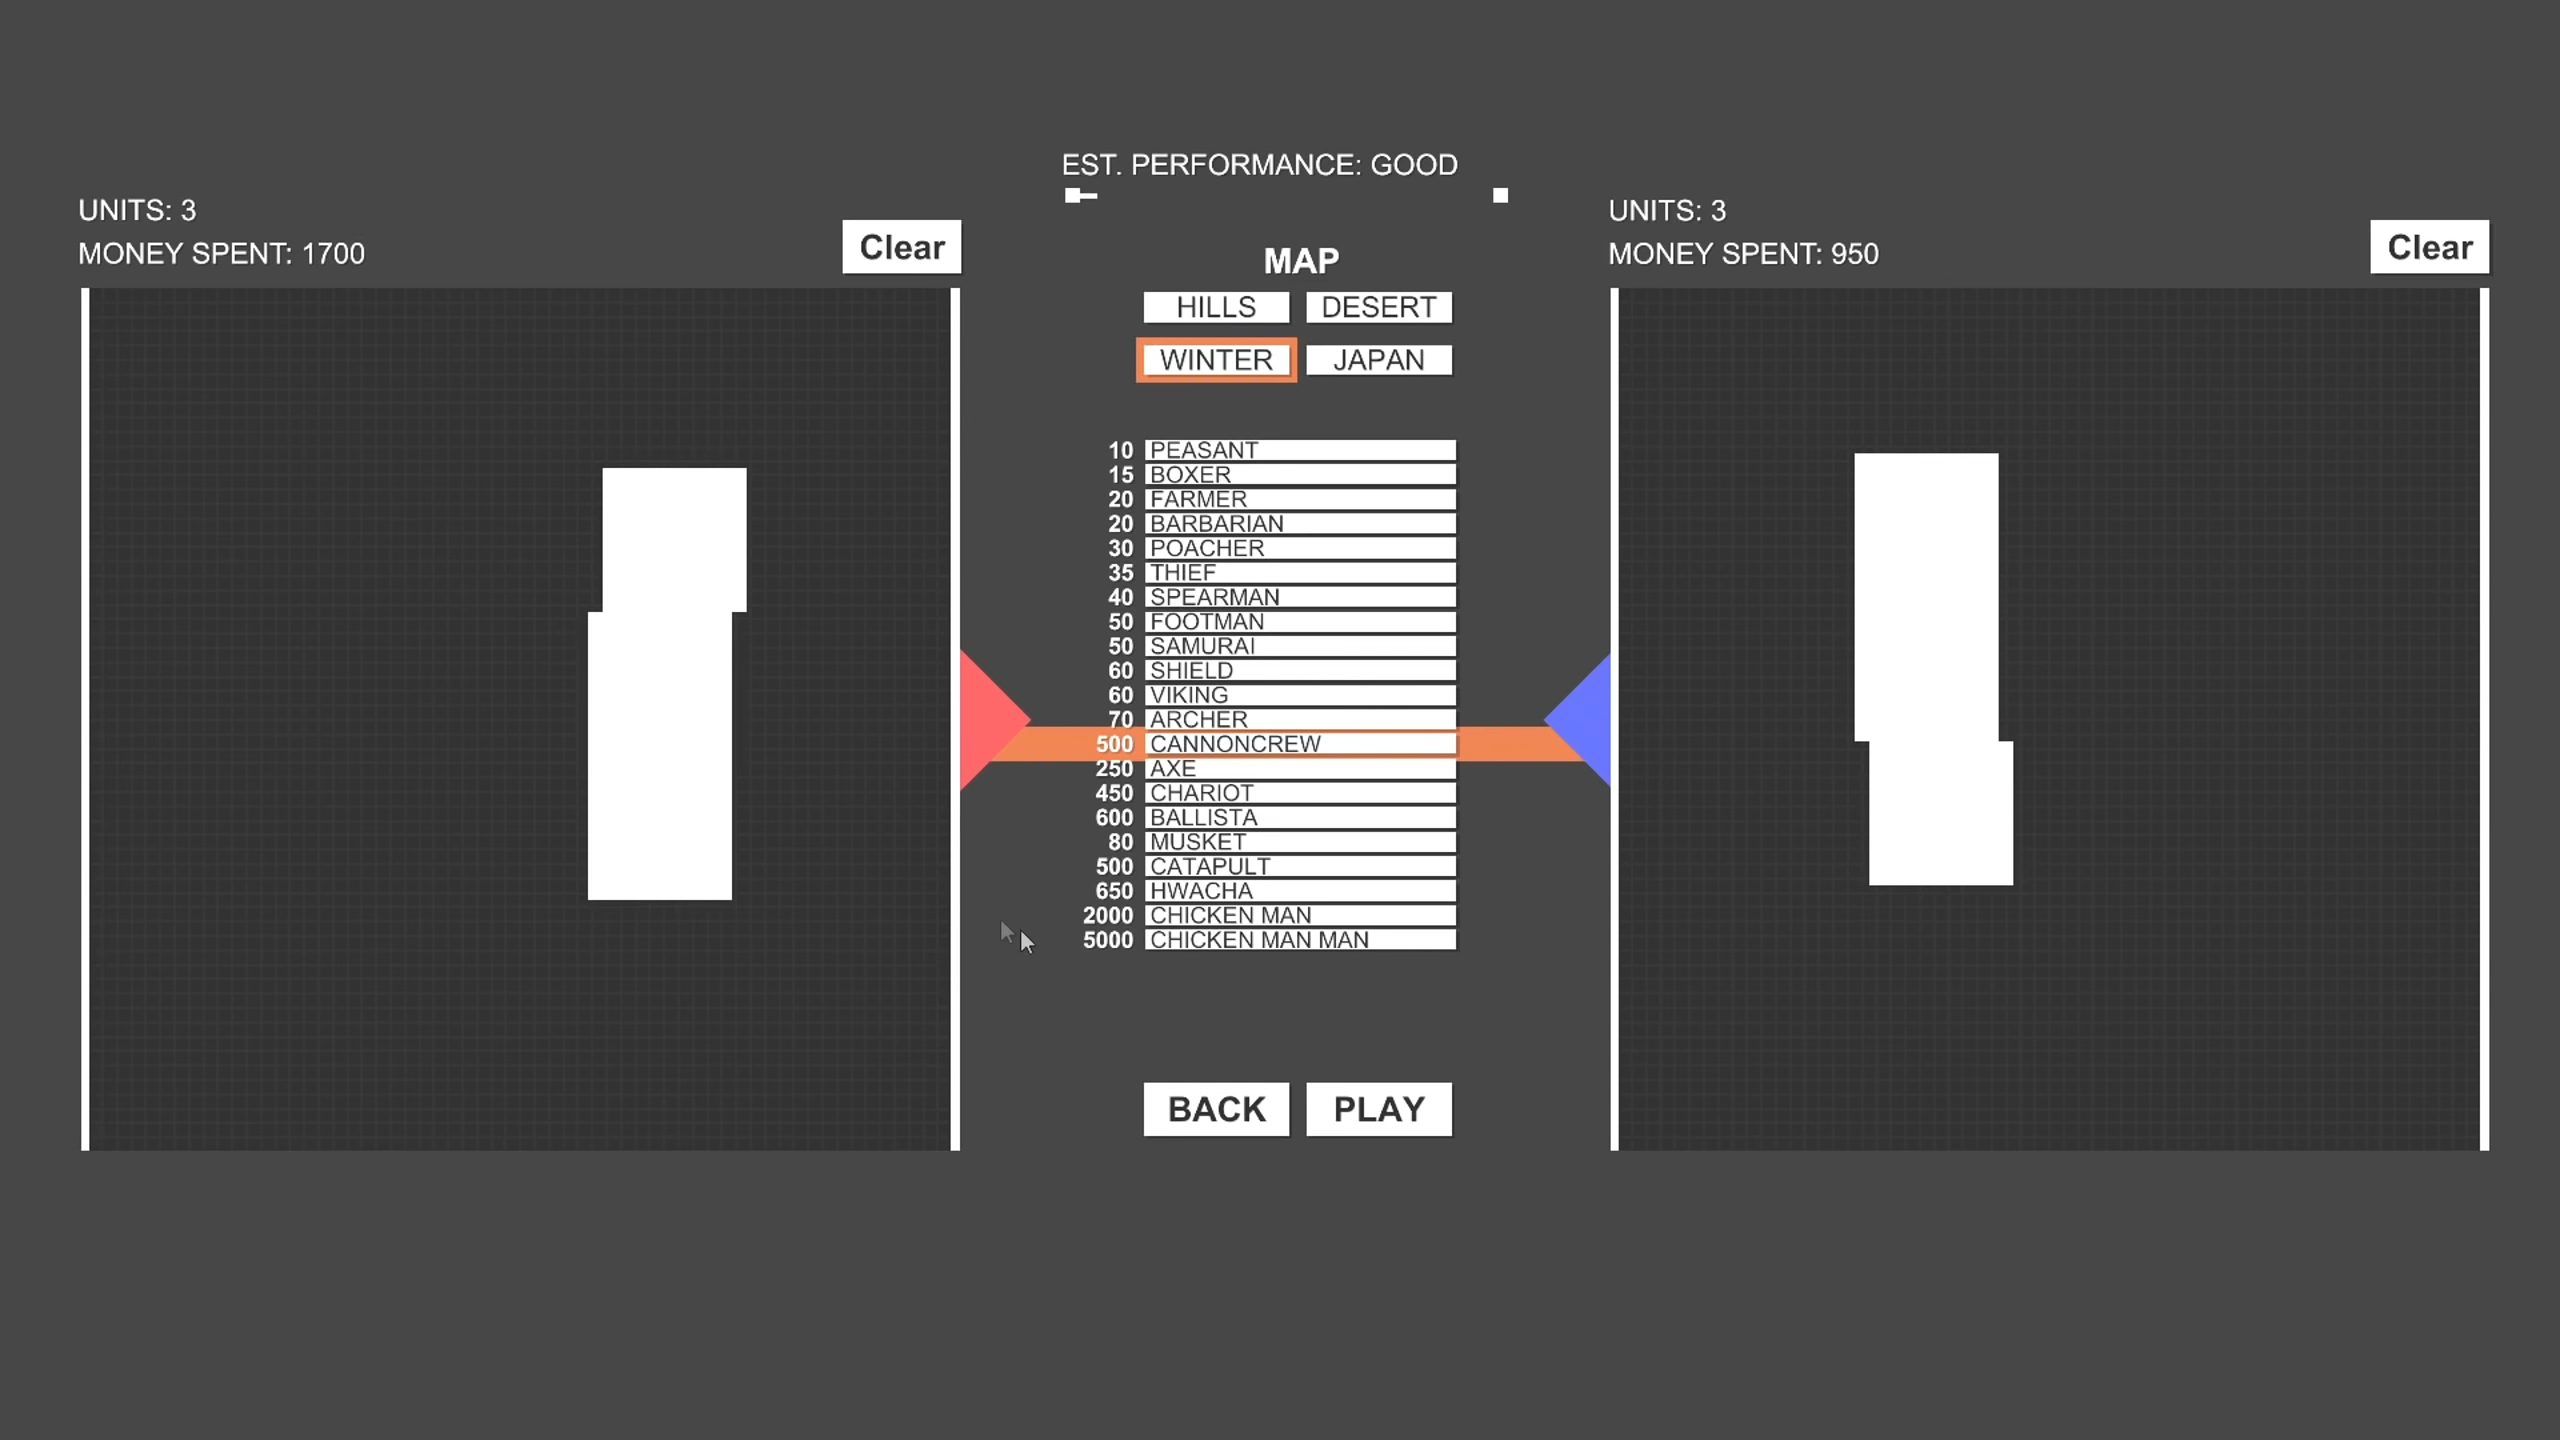 EST. PERFORMANCE: GOOD
UNITS: 3
MONEY SPENT: 1700
Clear
UNITS: 3
MONEY SPENT: 950
Clear
MAP
HILLS DESERT
WINTER JAPAN
10 PEASANT
15 BOXER
20 FARMER
20 BARBARIAN
30 POACHER
35 THIEF
40 SPEARMAN
50 FOOTMAN
50 SAMURAI
60 SHIELD
60 VIKING
70 ARCHER
500 CANNONCREW
250 AXE
450 CHARIOT
600 BALLISTA
80 MUSKET
500 CATAPULT
650 HWACHA
2000 CHICKEN MAN
5000 CHICKEN MAN MAN
BACK PLAY